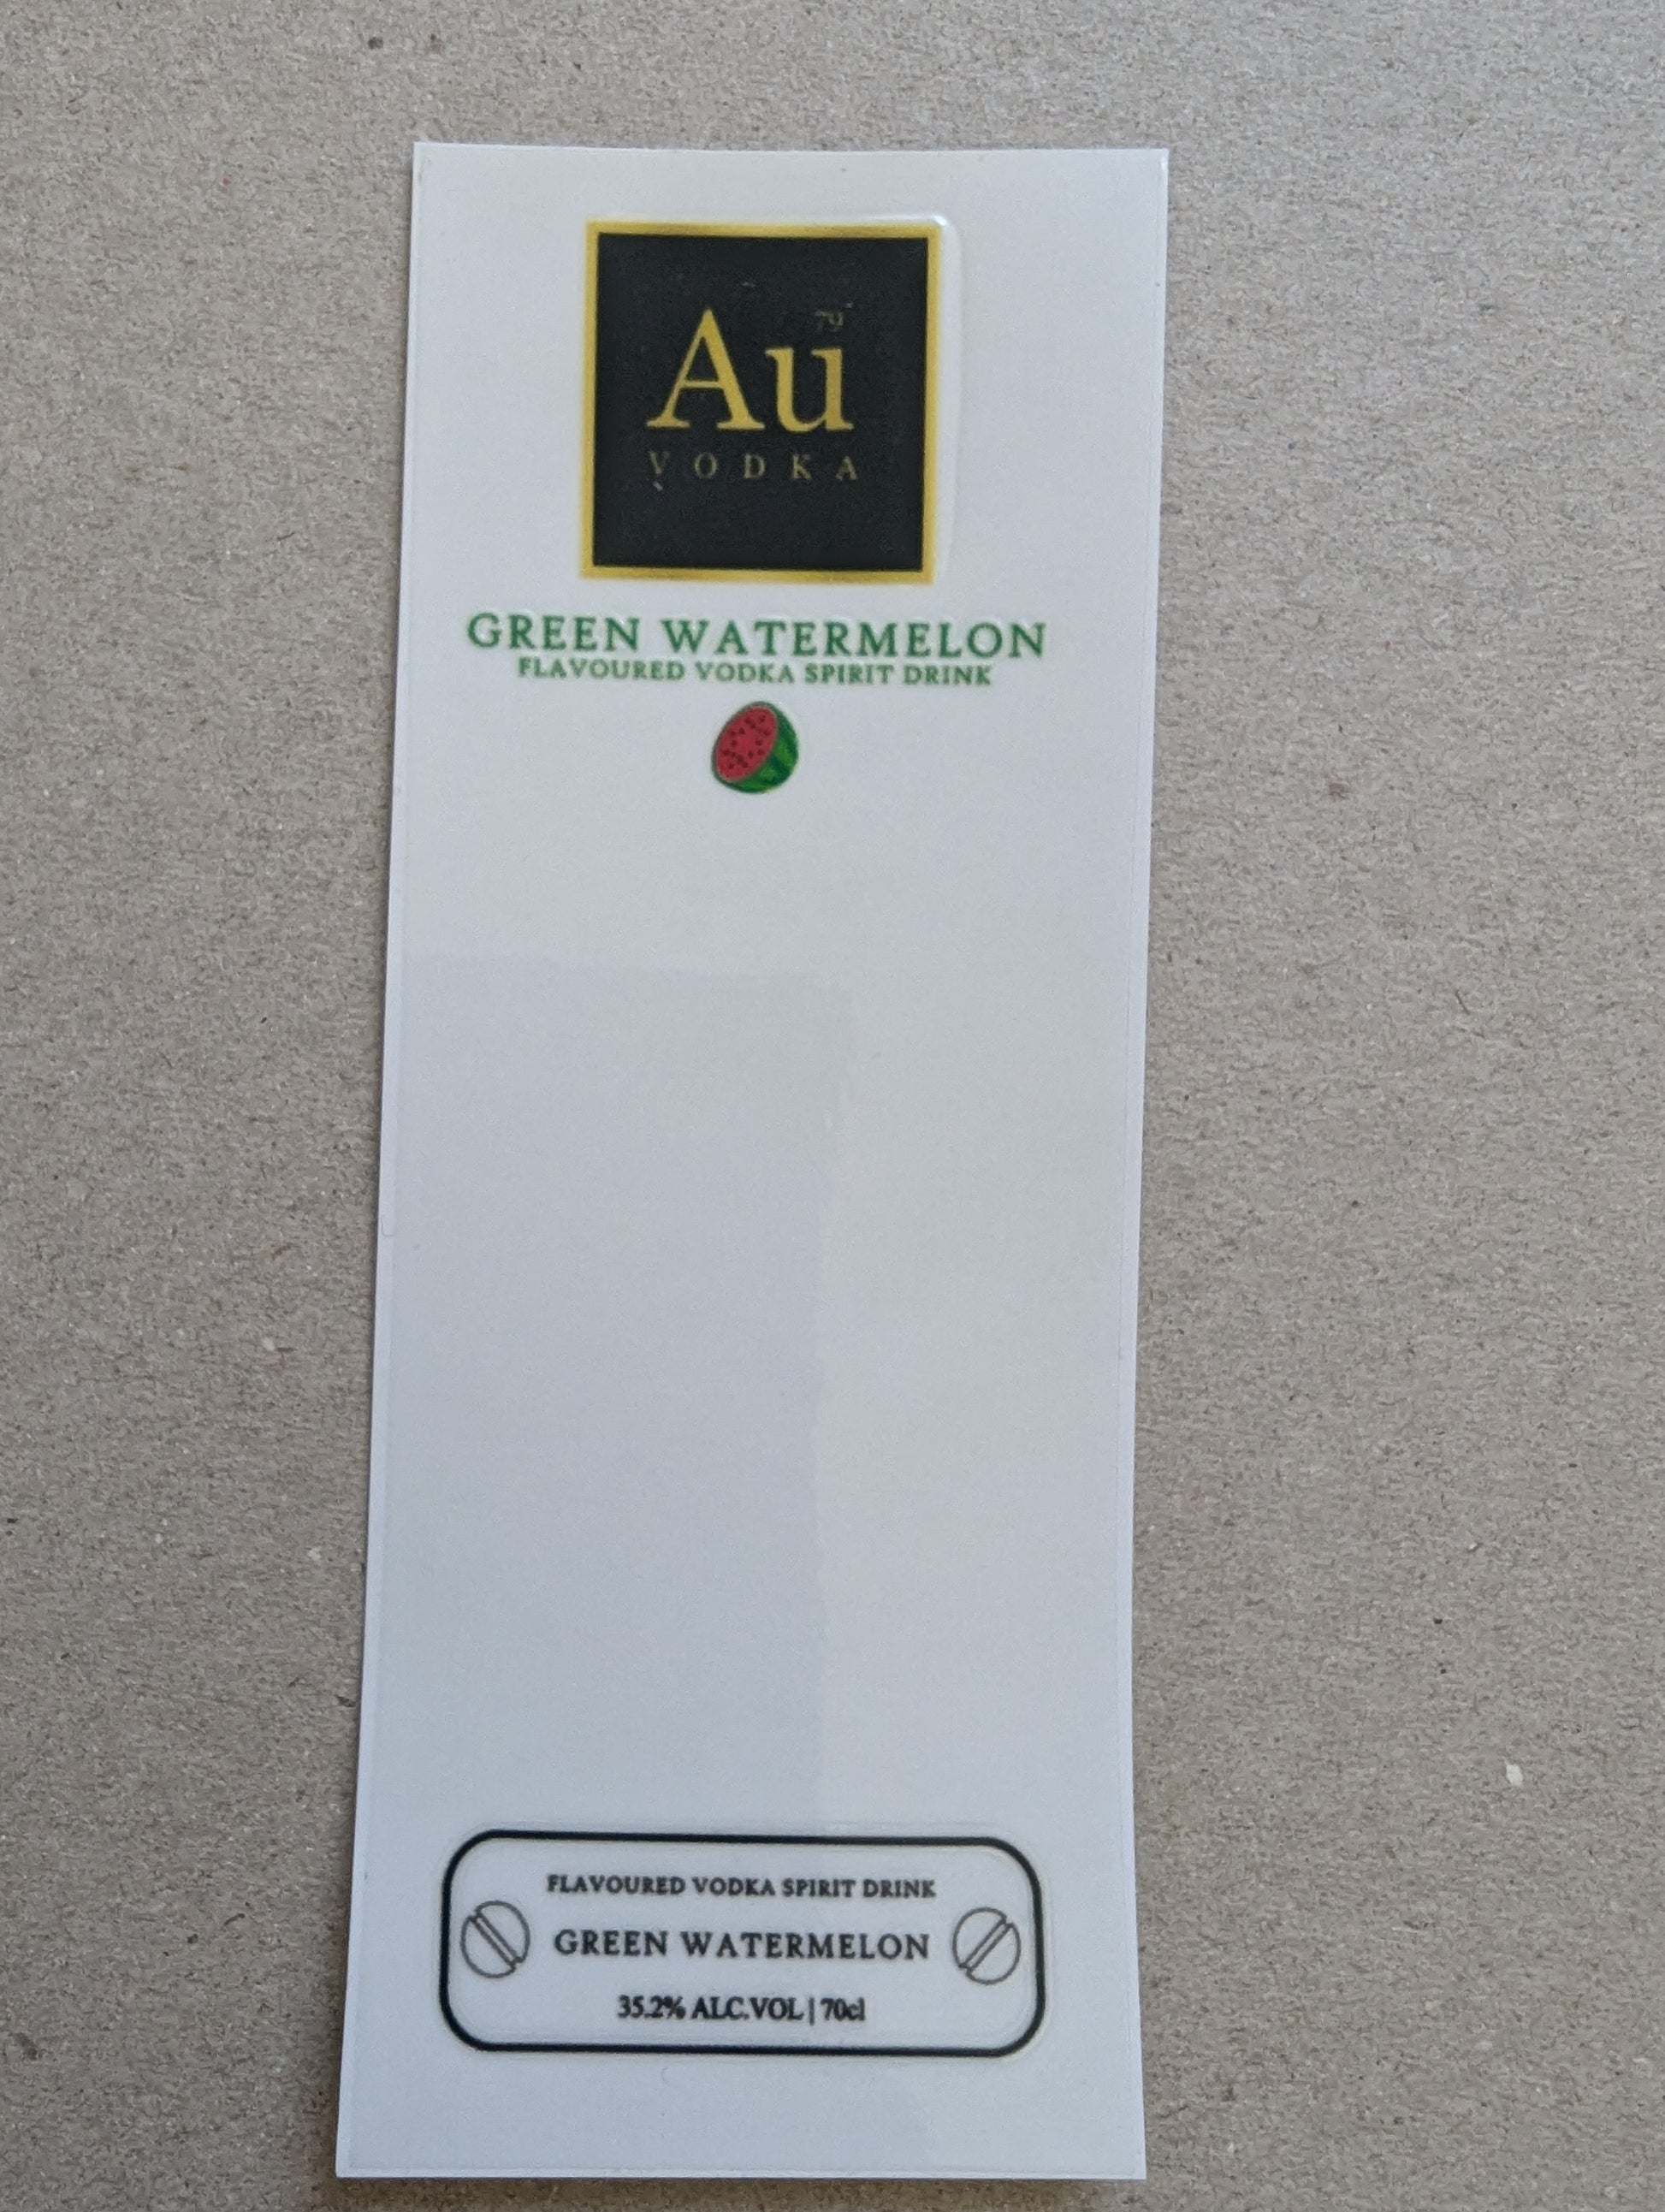 79
Au
VODKA
GREEN WATERMELON
FLAVOURED VODKA SPIRIT DRINK
FLAVOURED VODKA SPIRIT DRINK
GREEN WATERMELON
35.2% ALC.VOL | 70cl